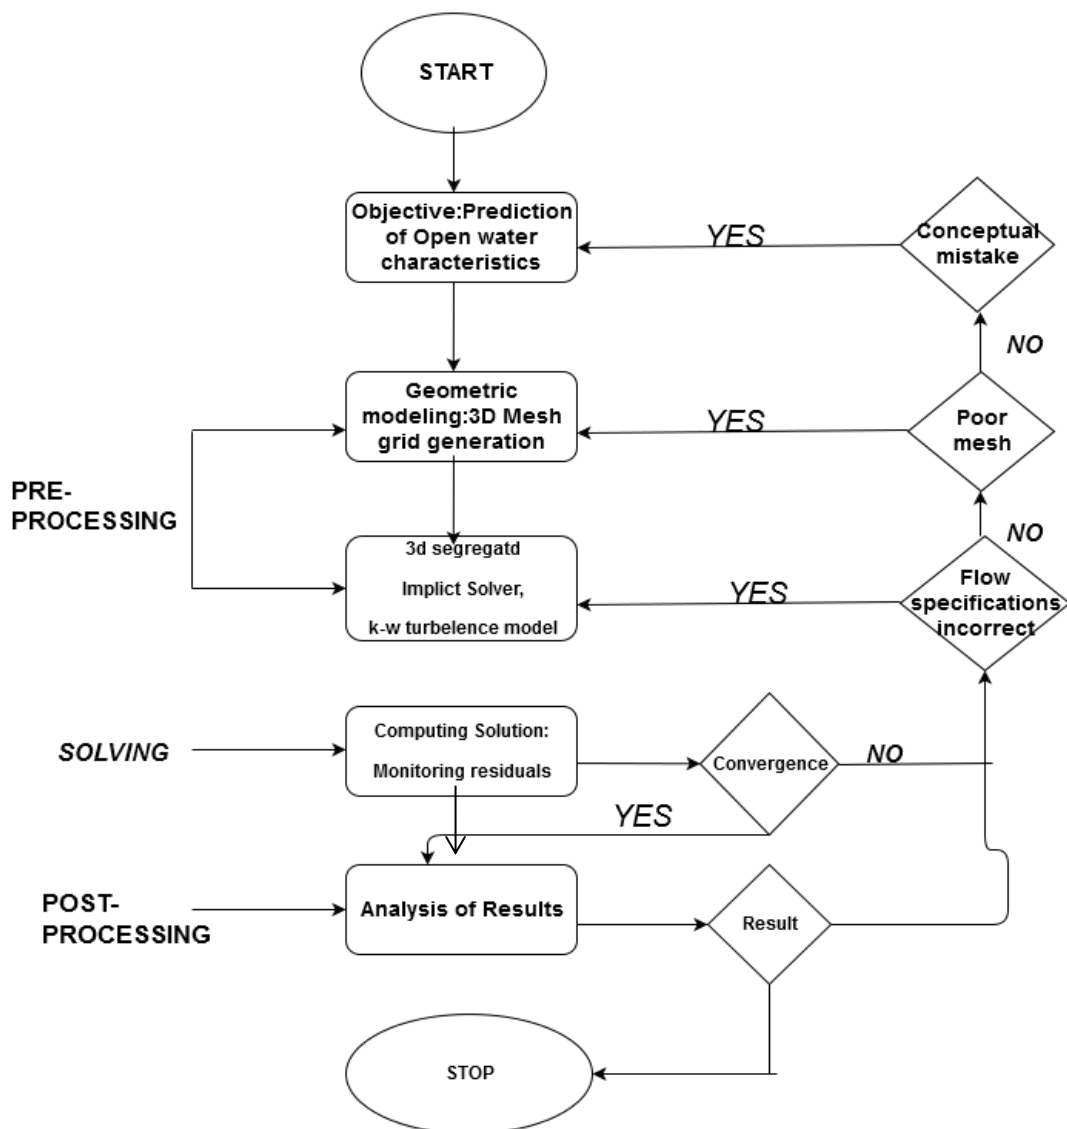 START
Objective:Prediction
of Open water
characteristics
YES
Conceptual
mistake
NO
Geometric
modeling:3D Mesh
grid generation
YES
Poor
mesh
PRE-
PROCESSING
NO
3d segregatd
Implict Solver,
k-w turbelence model
YES
Flow
specifications
incorrect
SOLVING
Computing Solution:
Monitoring residuals
Convergence
NO
YES
POST-
PROCESSING
Analysis of Results
Result
STOP